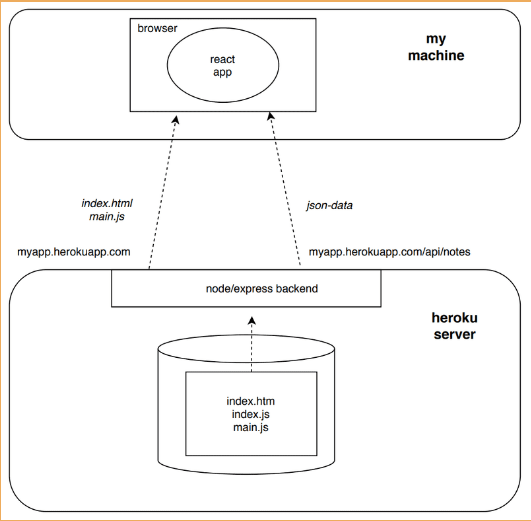 browser
react
app
my
machine
index.html
main.js
json-data
myapp.herokuapp.com
myapp.herokuapp.com/api/notes
node/express backend
heroku
server
index.htm
index.js
main.js